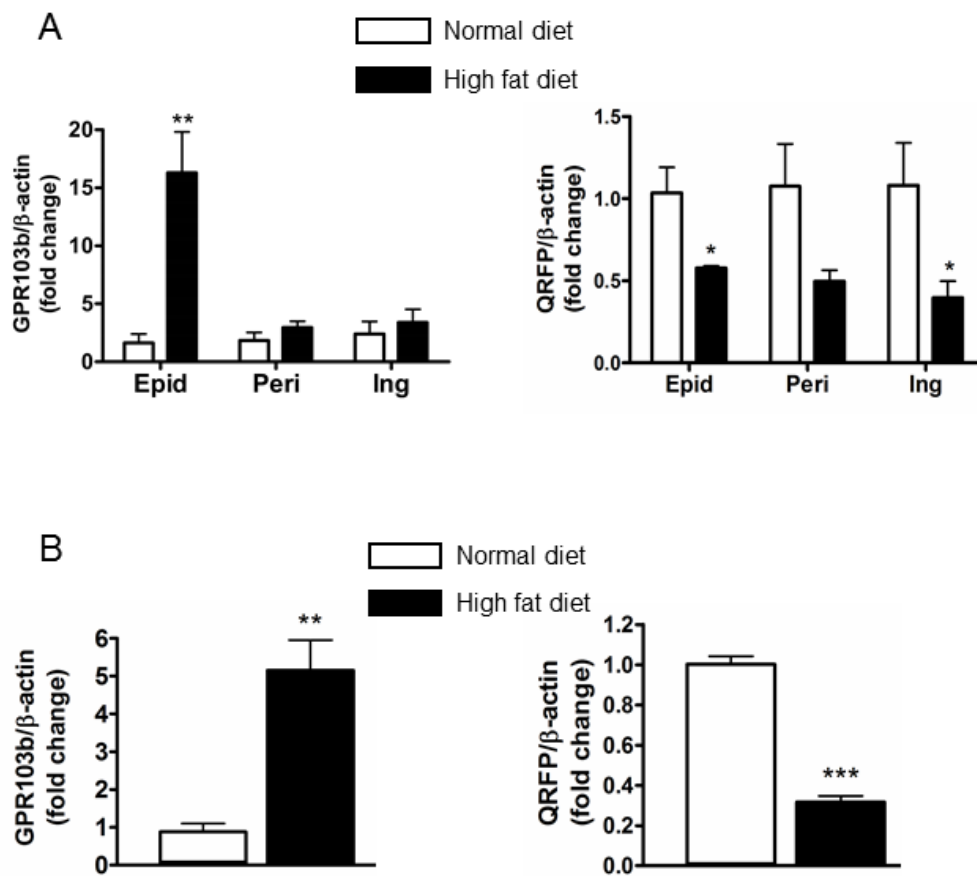 A
Normal diet
High fat diet
GPR103b/β-actin
(fold change)
20
15
10
5
0
**
Epid
Peri
Ing
QRFP/β-actin
(fold change)
1.5
1.0
0.5
0.0
*
*
Epid
Peri
Ing
B
Normal diet
High fat diet
GPR103b/β-actin
(fold change)
6
5
4
3
2
1
0
**
QRFP/β-actin
(fold change)
1.2
1.0
0.8
0.6
0.4
0.2
0.0
***